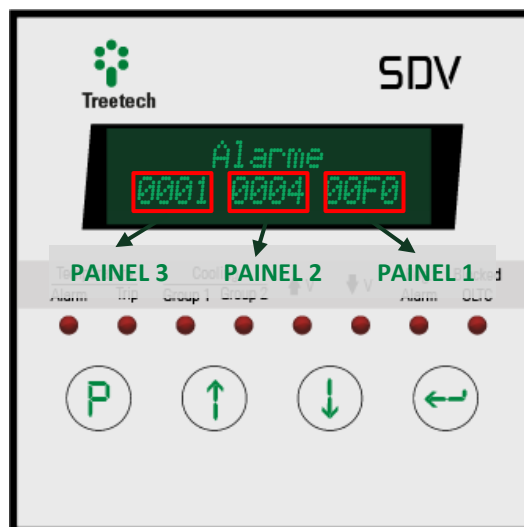 Treetech
SDV
Alarme
0001 0004 00F0
PAINEL 3 PAINEL 2 PAINEL 1
Alarm Trip Group 1 Group 2 V V Alarm OLTC
P